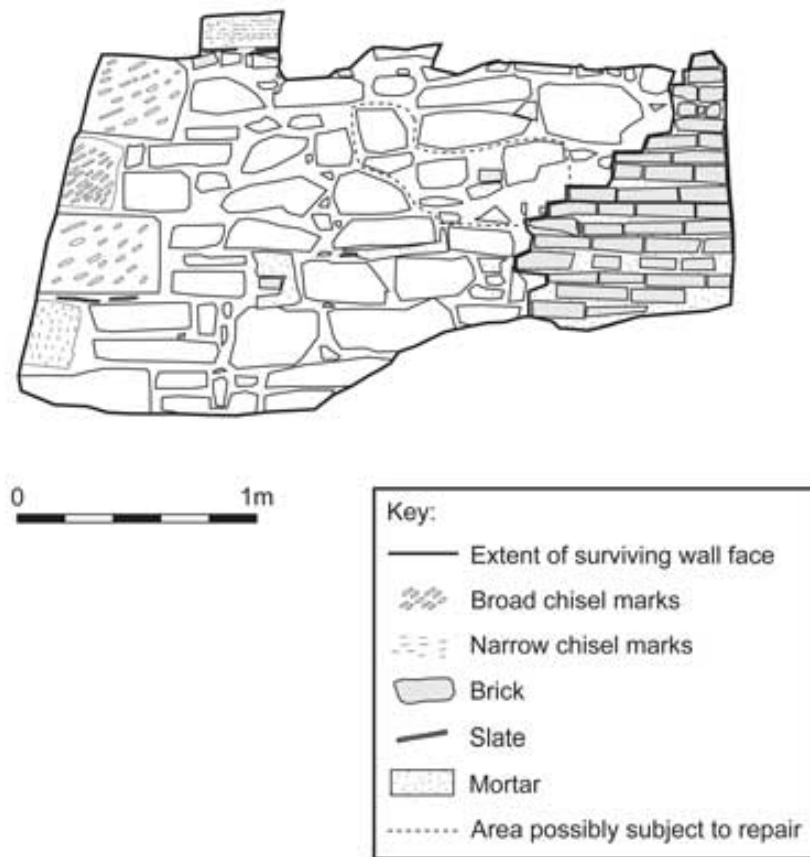 0 1m
Key:
Extent of surviving wall face
Broad chisel marks
Narrow chisel marks
Brick
Slate
Mortar
Area possibly subject to repair